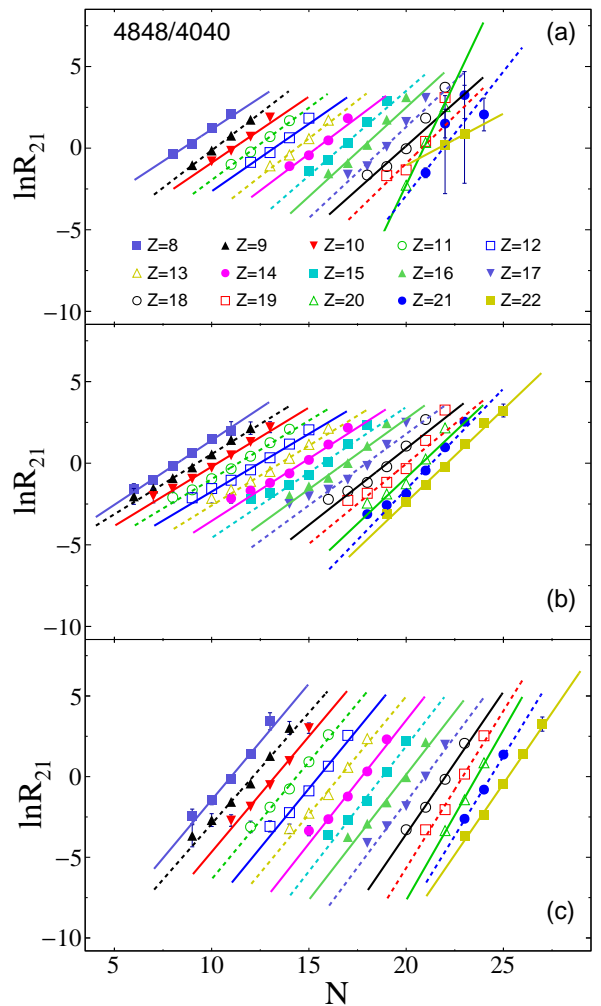 4848/4040
(a)
5
0
−5
−10
lnR21
Z=8 Z=9 Z=10 Z=11 Z=12
Z=13 Z=14 Z=15 Z=16 Z=17
Z=18 Z=19 Z=20 Z=21 Z=22
5
0
−5
−10
lnR21
(b)
5
0
−5
−10
lnR21
(c)
5 10 15 20 25
N